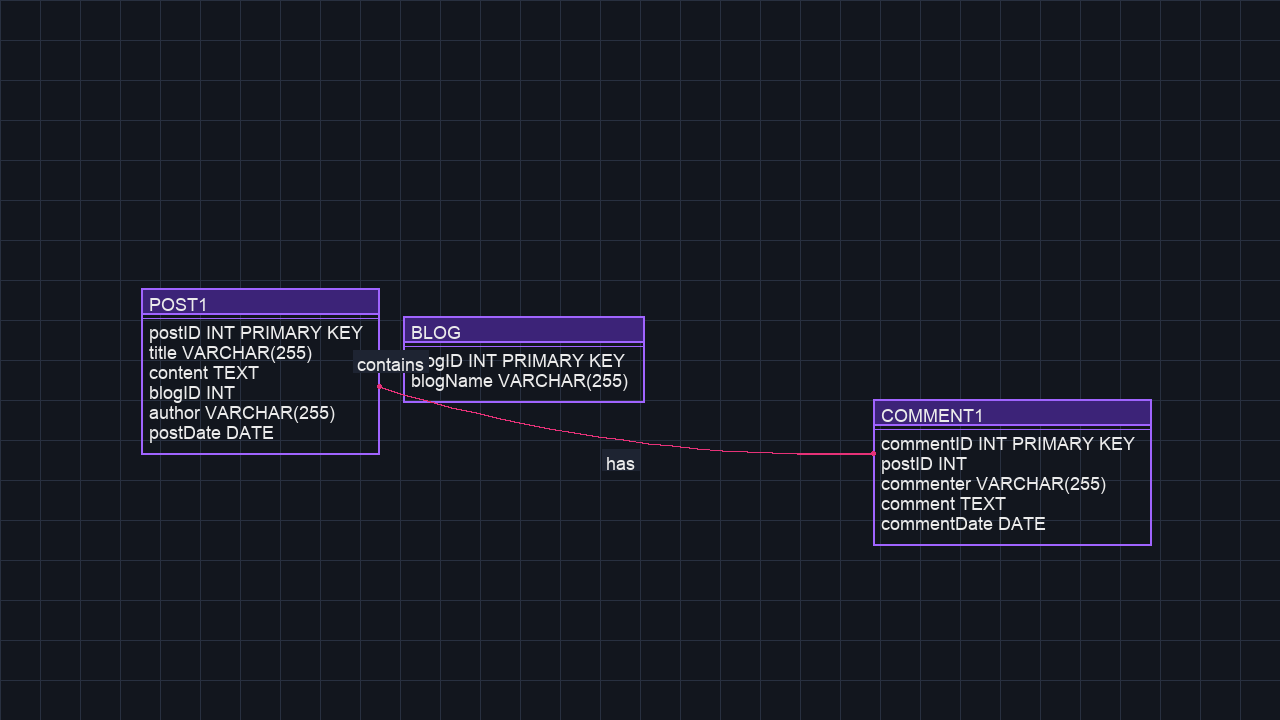 POST1
postID INT PRIMARY KEY
title VARCHAR(255)
content TEXT
blogID INT
author VARCHAR(255)
postDate DATE
contains
BLOG
INT PRIMARY KEY
blogName VARCHAR(255)
has
COMMENT1
commentID INT PRIMARY KEY
postID INT
commenter VARCHAR(255)
comment TEXT
commentDate DATE